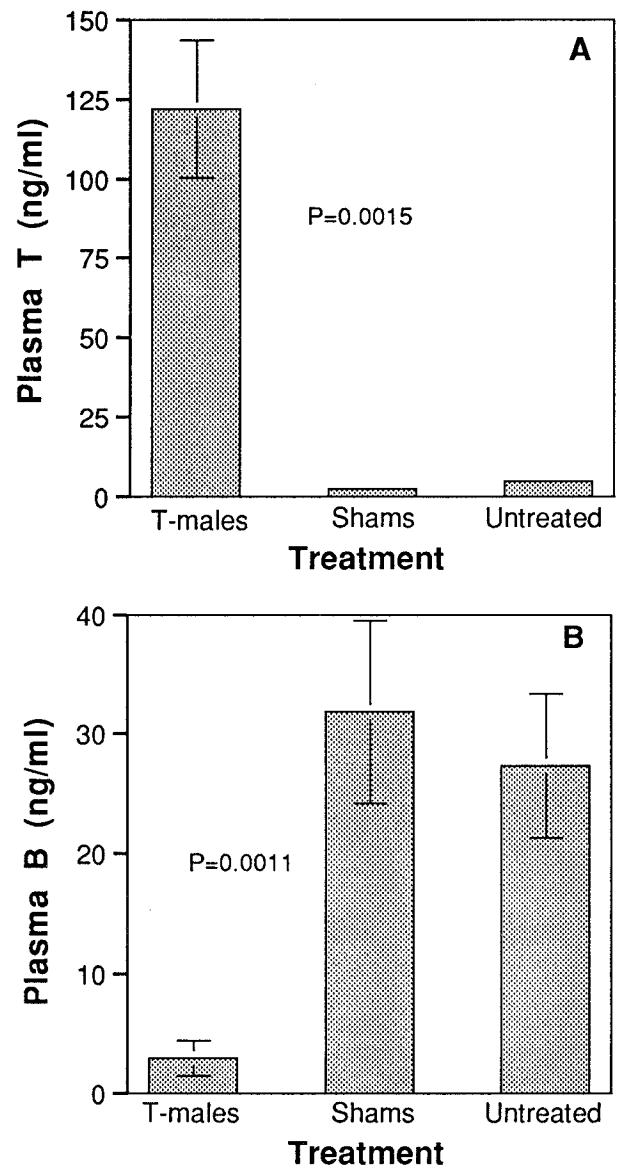 150
A
125
100
P=0.0015
75
50
25
0
Plasma T (ng/ml)
T-males Shams Untreated
Treatment
40
B
30
20
P=0.0011
10
0
Plasma B (ng/ml)
T-males Shams Untreated
Treatment